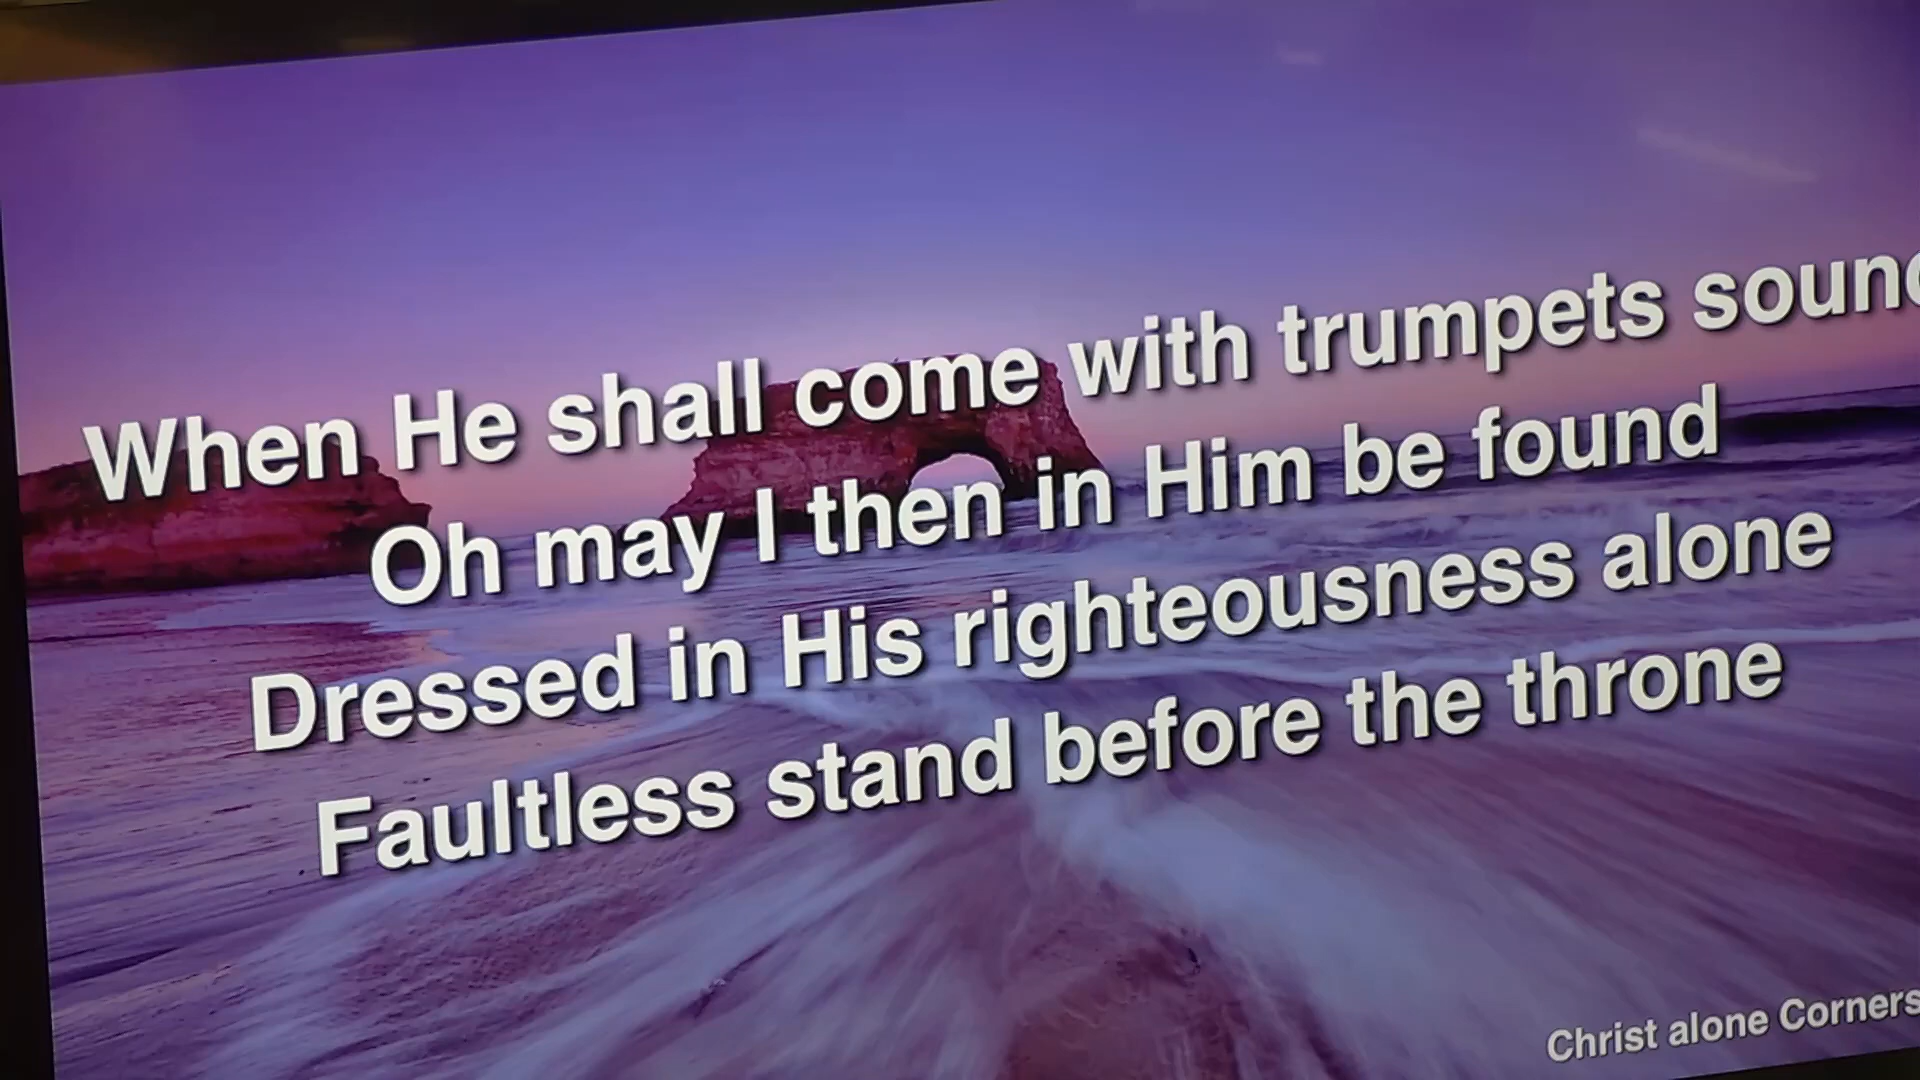 When He shall come with trumpets sound
Oh may I then in Him be found
Dressed in His righteousness alone
Faultless stand before the throne
Christ alone Corners